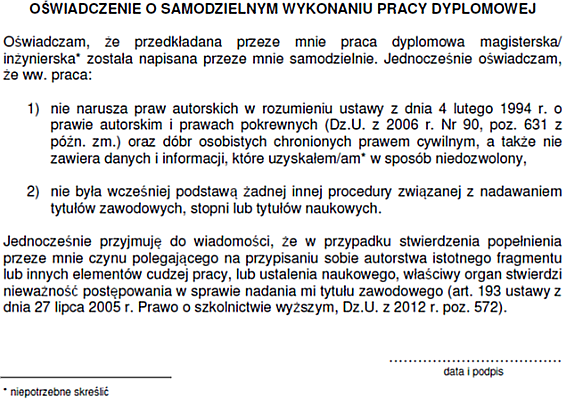 OŚWIADCZENIE O SAMODZIELNYM WYKONANIU PRACY DYPLOMOWEJ
Oświadczam, że przedkładana przeze mnie praca dyplomowa magisterska/
inżynierska* została napisana przeze mnie samodzielnie. Jednocześnie oświadczam,
że ww. praca:
1) nie narusza praw autorskich w rozumieniu ustawy z dnia 4 lutego 1994 r. o
prawie autorskim i prawach pokrewnych (Dz.U. z 2006 r. Nr 90, poz. 631 z
późn. zm.) oraz dóbr osobistych chronionych prawem cywilnym, a także nie
zawiera danych i informacji, które uzyskałem/am* w sposób niedozwolony,
2) nie była wcześniej podstawą żadnej innej procedury związanej z nadawaniem
tytułów zawodowych, stopni lub tytułów naukowych.
Jednocześnie przyjmuję do wiadomości, że w przypadku stwierdzenia popełnienia
przeze mnie czynu polegającego na przypisaniu sobie autorstwa istotnego fragmentu
lub innych elementów cudzej pracy, lub ustalenia naukowego, właściwy organ stwierdzi
nieważność postępowania w sprawie nadania mi tytułu zawodowego (art. 193 ustawy z
dnia 27 lipca 2005 r. Prawo o szkolnictwie wyższym, Dz.U. z 2012 r. poz. 572).
.......................................
data i podpis
* niepotrzebne skreślić